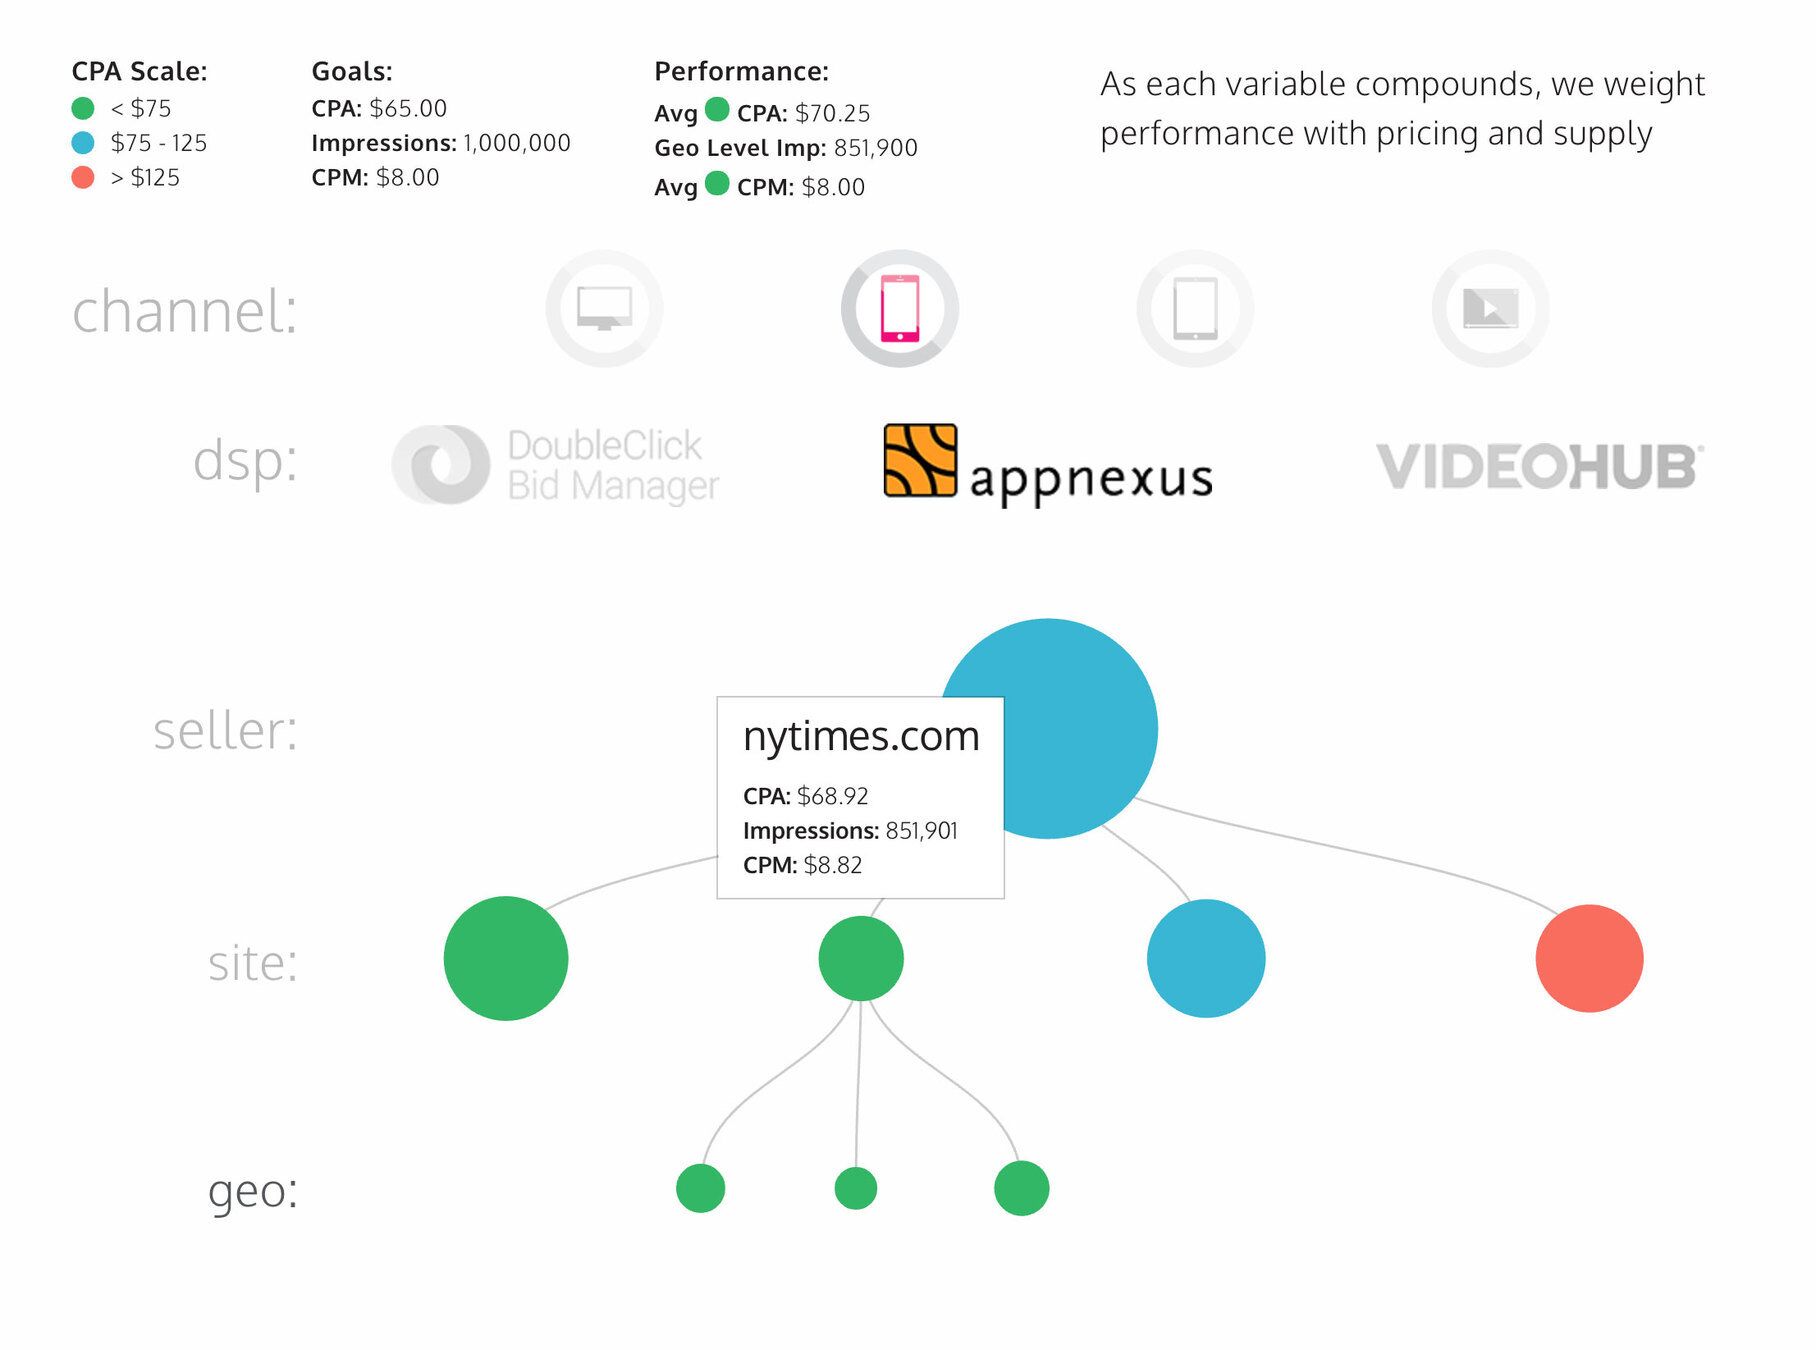 CPA Scale:
< $75
$75 - 125
> $125
Goals:
CPA: $65.00
Impressions: 1,000,000
CPM: $8.00
Performance:
Avg CPA: $70.25
Geo Level Imp: 851,900
Avg CPM: $8.00
As each variable compounds, we weight
performance with pricing and supply
channel:
dsp:
DoubleClick
Bid Manager
appnexus
VIDEOHUB
seller:
nytimes.com
CPA: $68.92
Impressions: 851,901
CPM: $8.82
site:
geo: